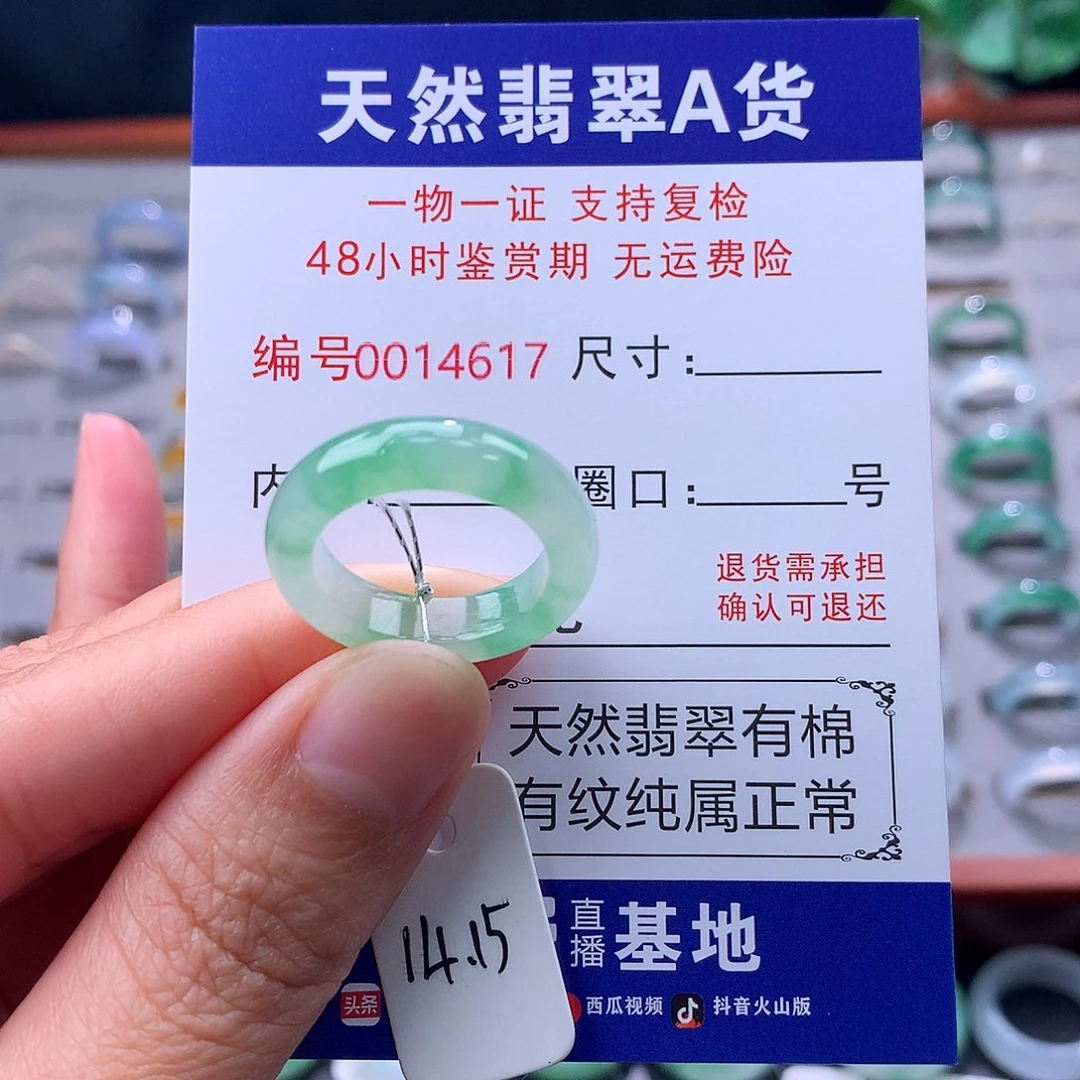 天然翡翠A货
一物一证 支持复检
48小时鉴赏期 无运费险
编号0014617 尺寸:
内 圈口: 号
退货需承担
确认可退还
天然翡翠有棉
有纹纯属正常
直播基地
头条 西瓜视频 抖音火山版
14.15